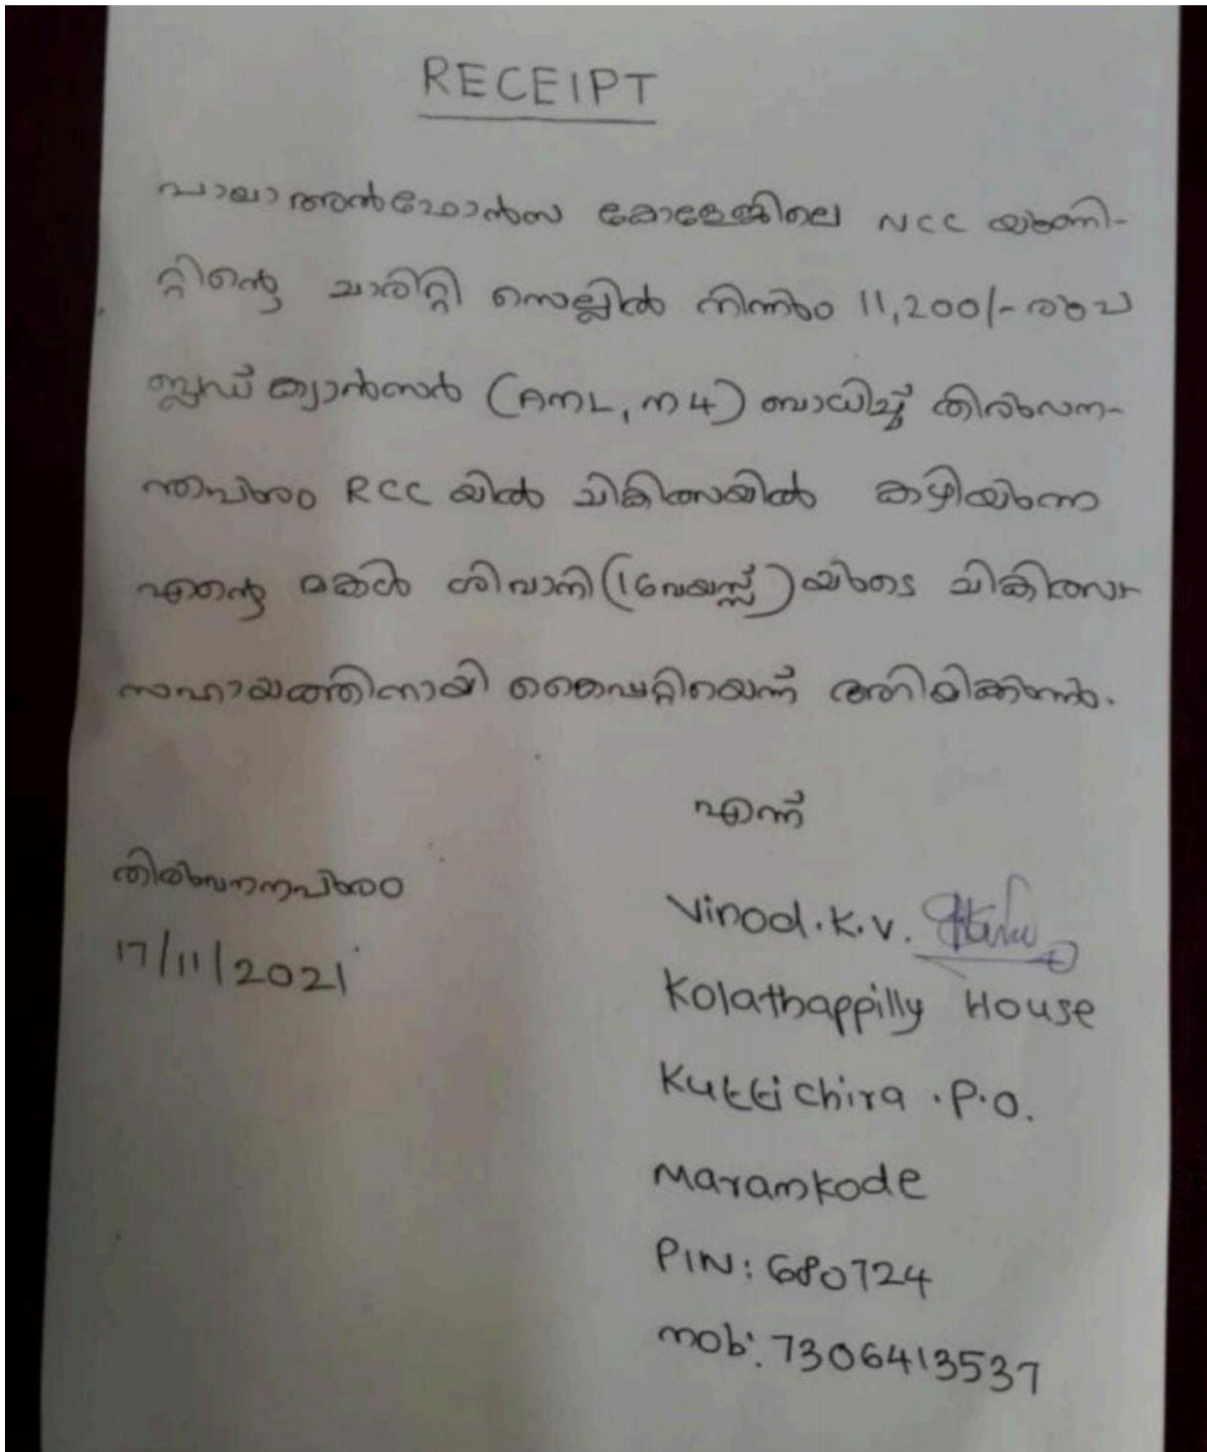 RECEIPT
പാലാ അൽഫോൻസ കോളേജിലെ NCC യൂണി-
റ്റിന്റെ ചാരിറ്റി സെല്ലിൽ നിന്നും 11,200/- രൂപ
ബ്ലഡ് ക്യാൻസർ (AML, M4) ബാധിച്ച് തിരുവന-
ന്തപുരം RCC യിൽ ചികിത്സയിൽ കഴിയുന്ന
എന്റെ മകൾ ശിവാനി (16 വയസ്സ്) യുടെ ചികിത്സാ
സഹായത്തിനായി കൈപ്പറ്റിയെന്ന് അറിയിക്കുന്നു.
എന്ന്
തിരുവനന്തപുരം
17/11/2021
Vinod.K.V.
Kolathappilly House
Kuttichira.P.O.
Maramkode
PIN: 680724
mob: 7306413537